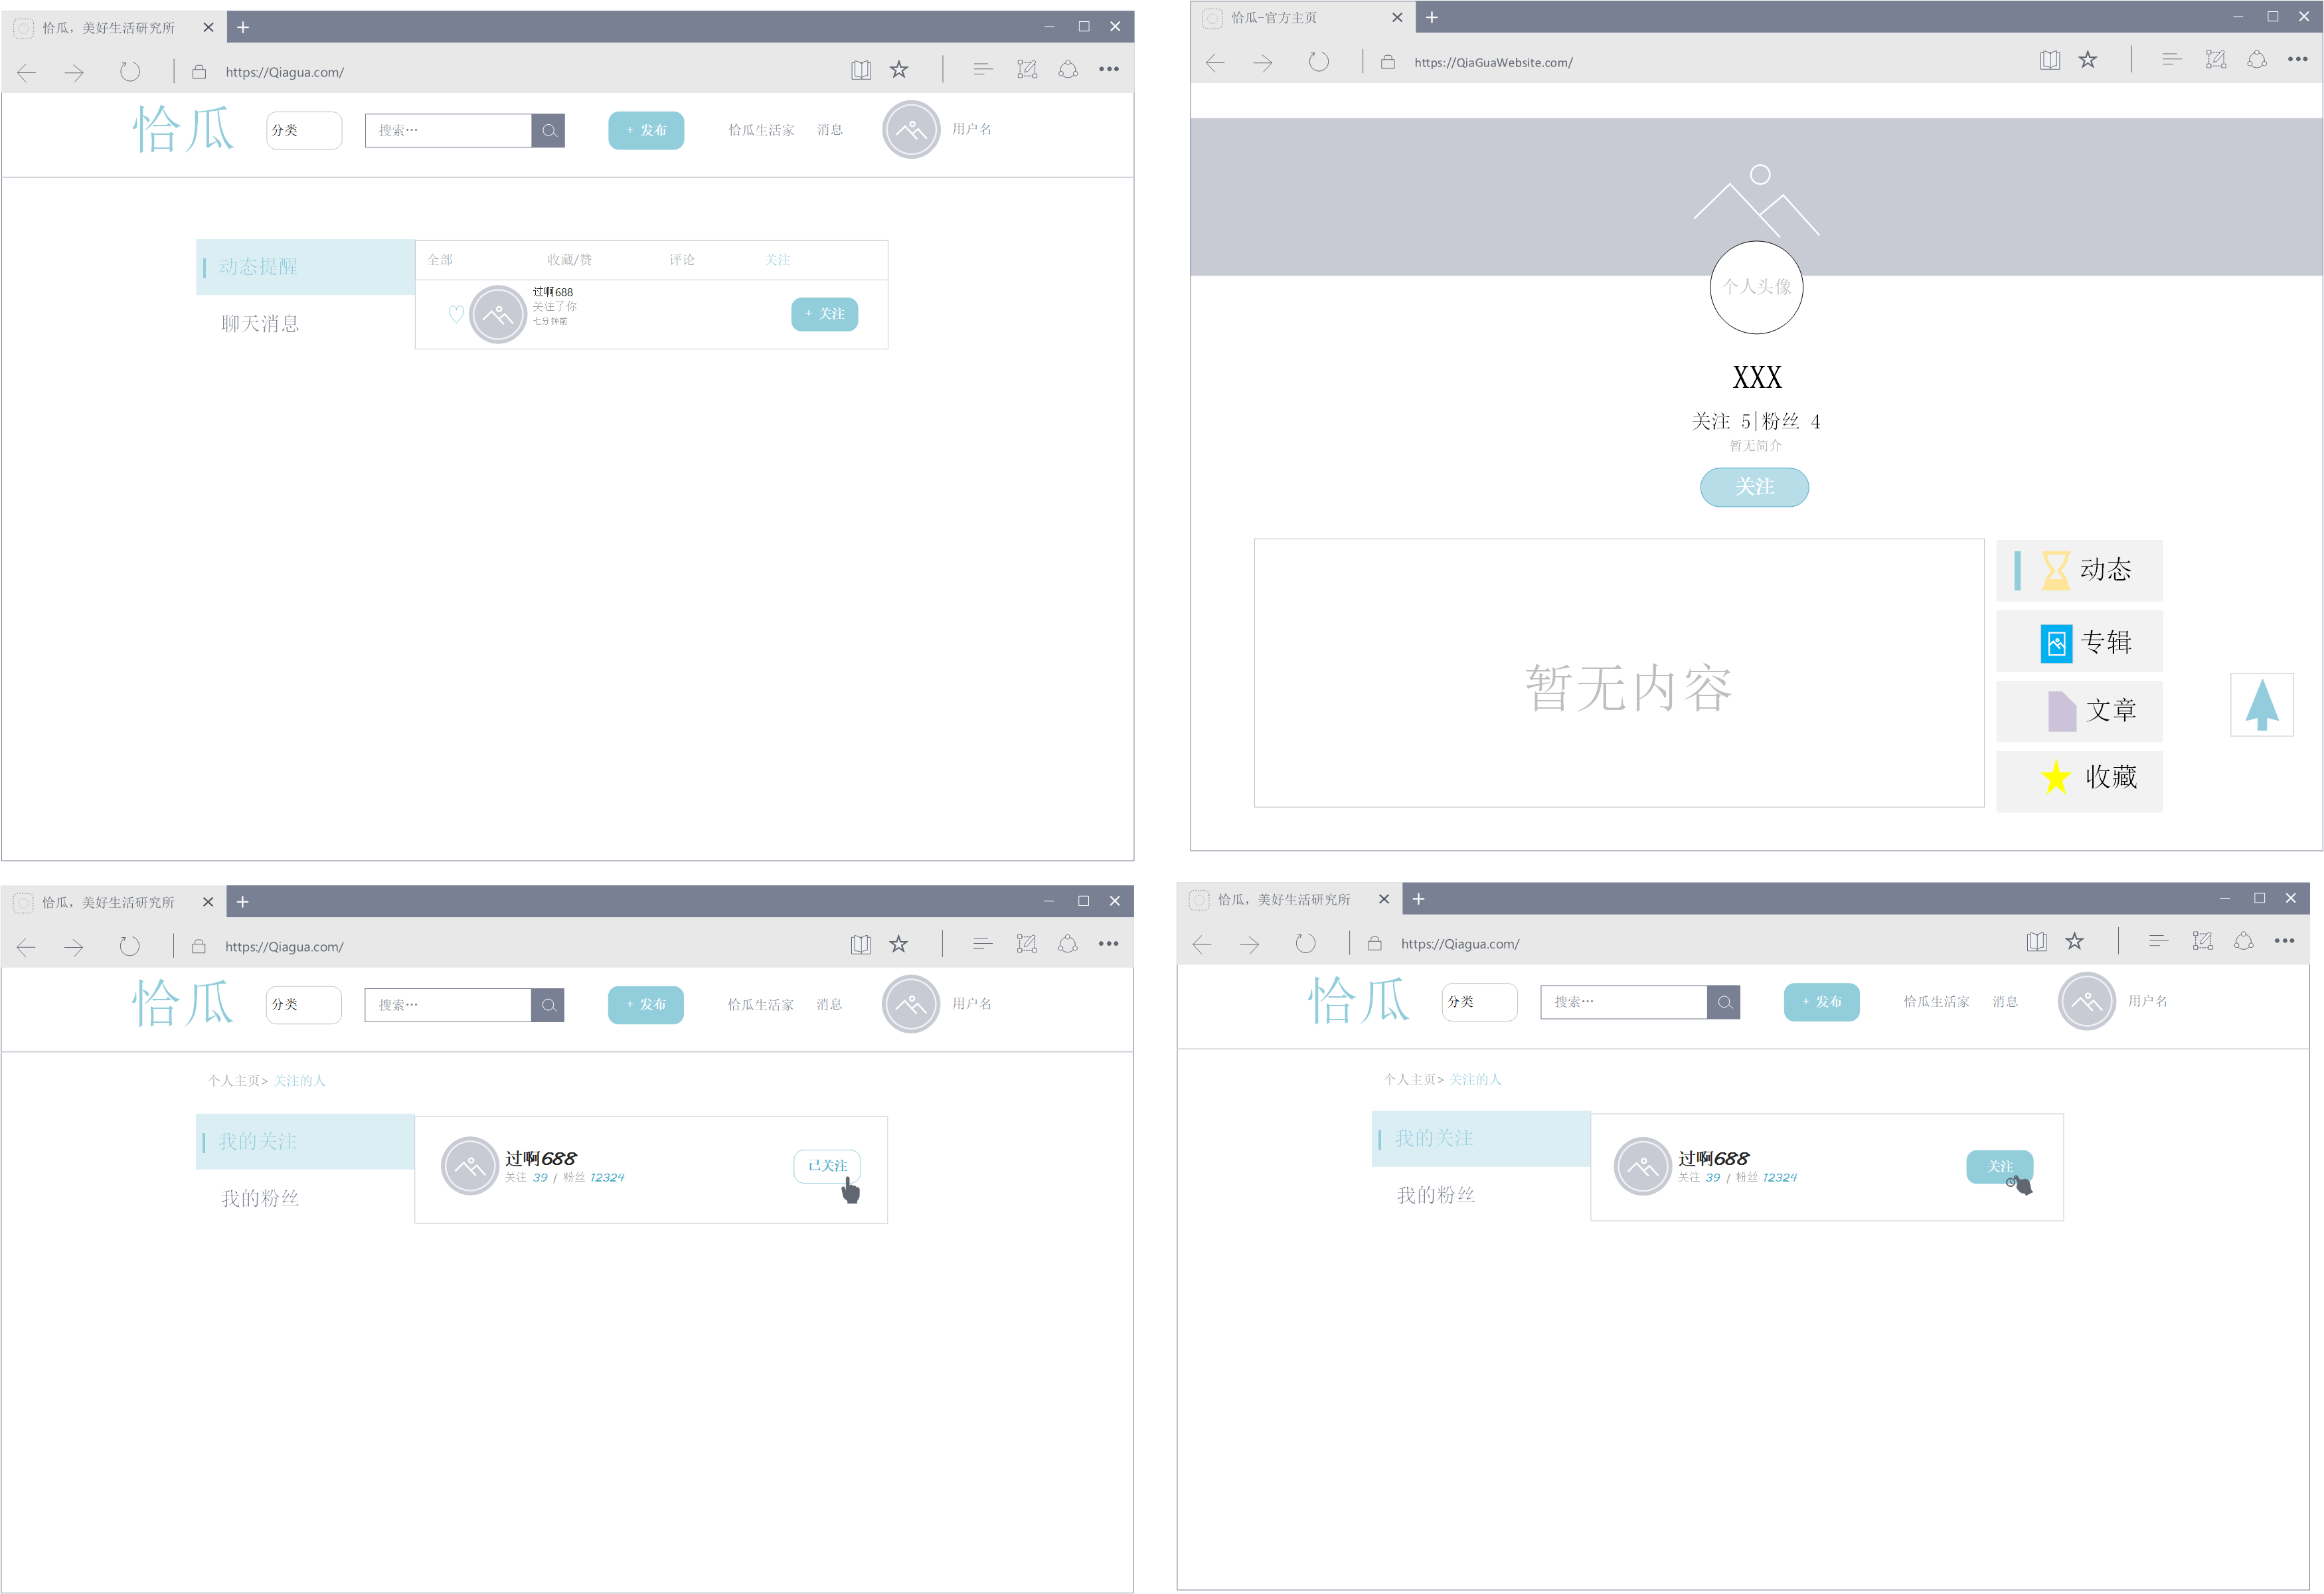 恰瓜，美好生活研究所
https://Qiagua.com/
恰瓜 分类 搜索… + 发布 恰瓜生活家 消息 用户名
动态提醒
聊天消息
全部 收藏/赞 评论 关注
过啊688
关注了你
七分钟前
+ 关注
恰瓜-官方主页
https://QiaGuaWebsite.com/
个人头像
XXX
关注 5|粉丝 4
暂无简介
关注
暂无内容
动态
专辑
文章
收藏
恰瓜，美好生活研究所
https://Qiagua.com/
恰瓜 分类 搜索… + 发布 恰瓜生活家 消息 用户名
个人主页> 关注的人
我的关注
我的粉丝
过啊688
关注 39 / 粉丝 12324
已关注
恰瓜，美好生活研究所
https://Qiagua.com/
恰瓜 分类 搜索… + 发布 恰瓜生活家 消息 用户名
个人主页> 关注的人
我的关注
我的粉丝
过啊688
关注 39 / 粉丝 12324
关注